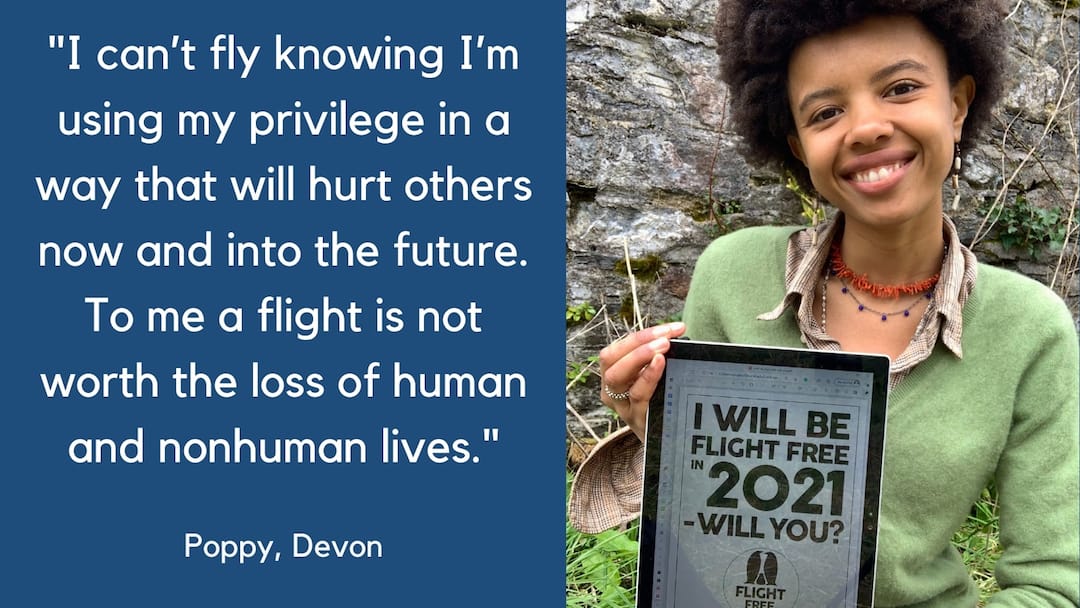 "I can’t fly knowing I’m
using my privilege in a
way that will hurt others
now and into the future.
To me a flight is not
worth the loss of human
and nonhuman lives."
Poppy, Devon
I WILL BE
FLIGHT FREE
IN 2021
-WILL YOU?
FLIGHT
FREE